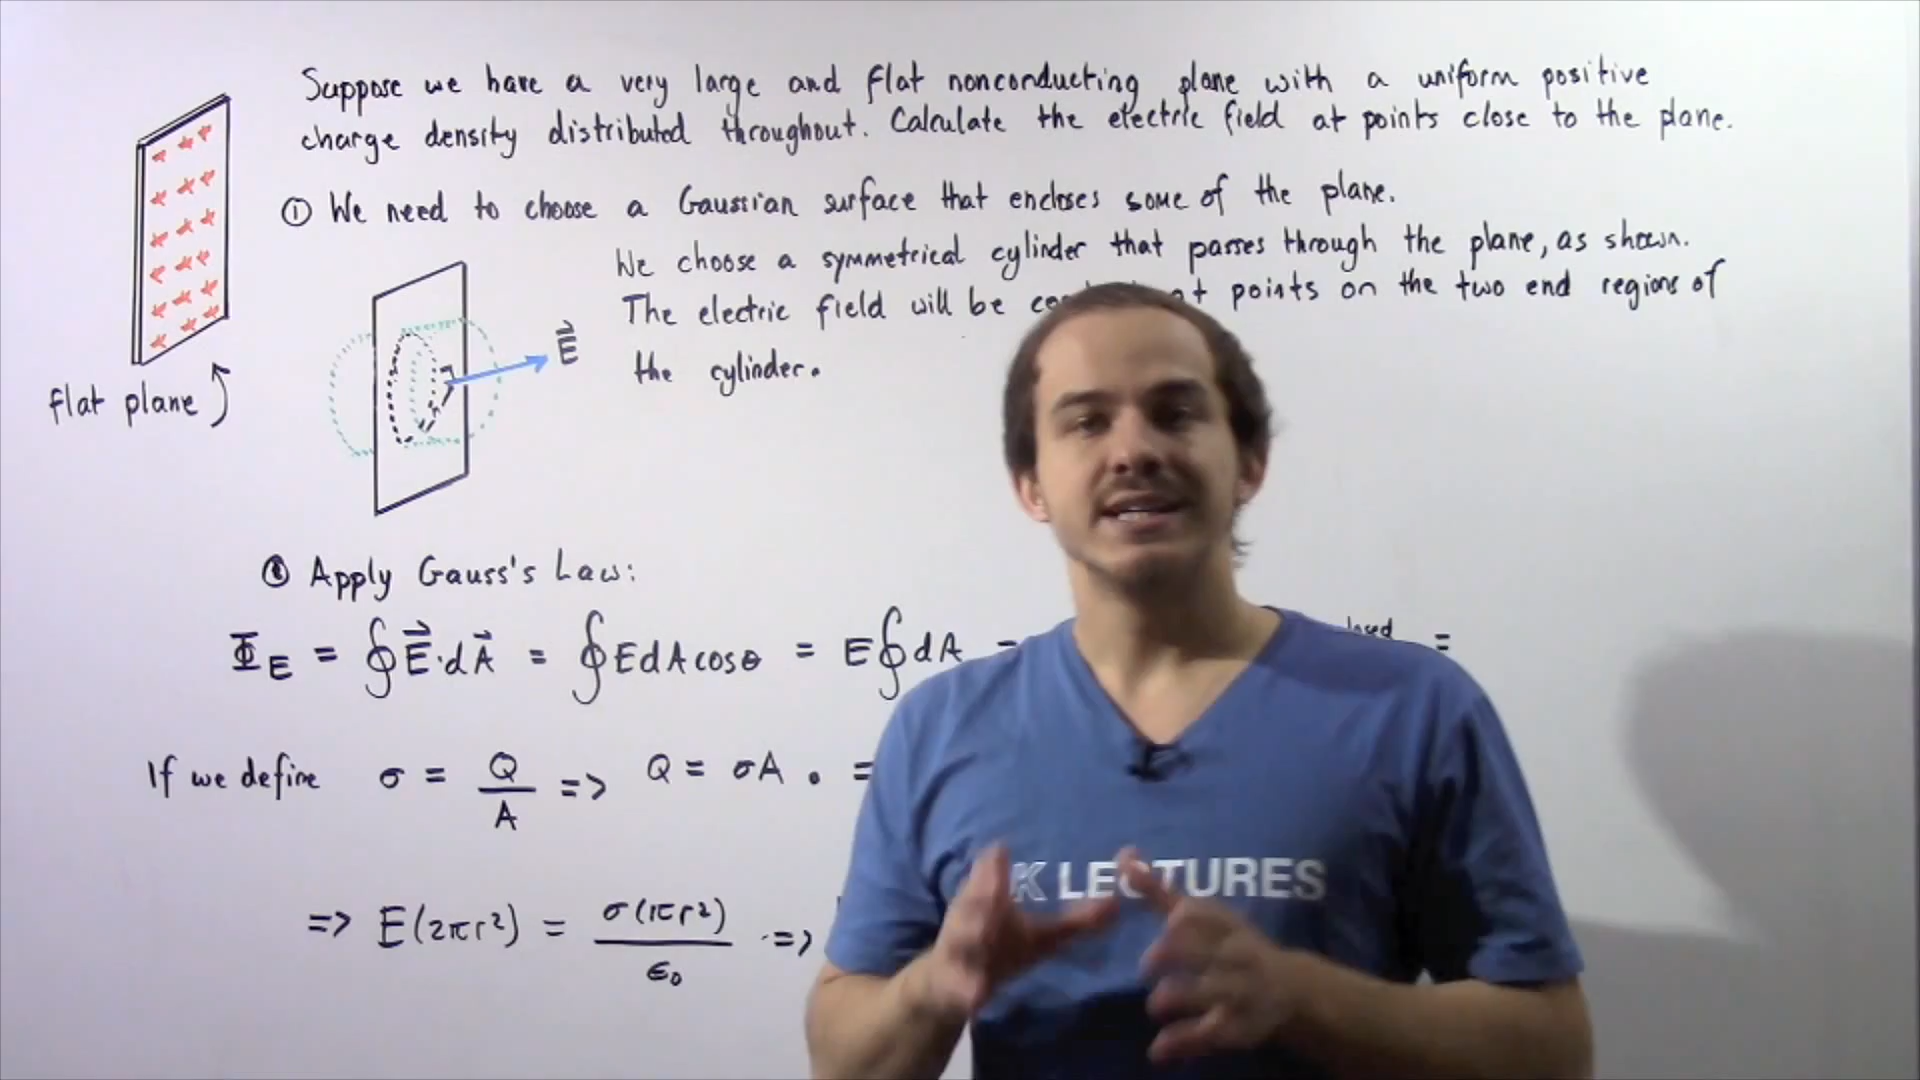 Suppose we have a very large and flat nonconducting plane with a uniform positive
charge density distributed throughout. Calculate the electric field at points close to the plane.
① We need to choose a Gaussian surface that encloses some of the plane.
We choose a symmetrical cylinder that passes through the plane, as shown.
The electric field will be points on the two end regions of
the cylinder.
E⃗
flat plane
② Apply Gauss's Law:
Φ_E = ∮E⃗·dA⃗ = ∮EdAcosθ = E∮dA = =
If we define σ = Q/A => Q = σA . =
=> E(2πr²) = σ(πr²)/ε₀ =>
K LECTURES